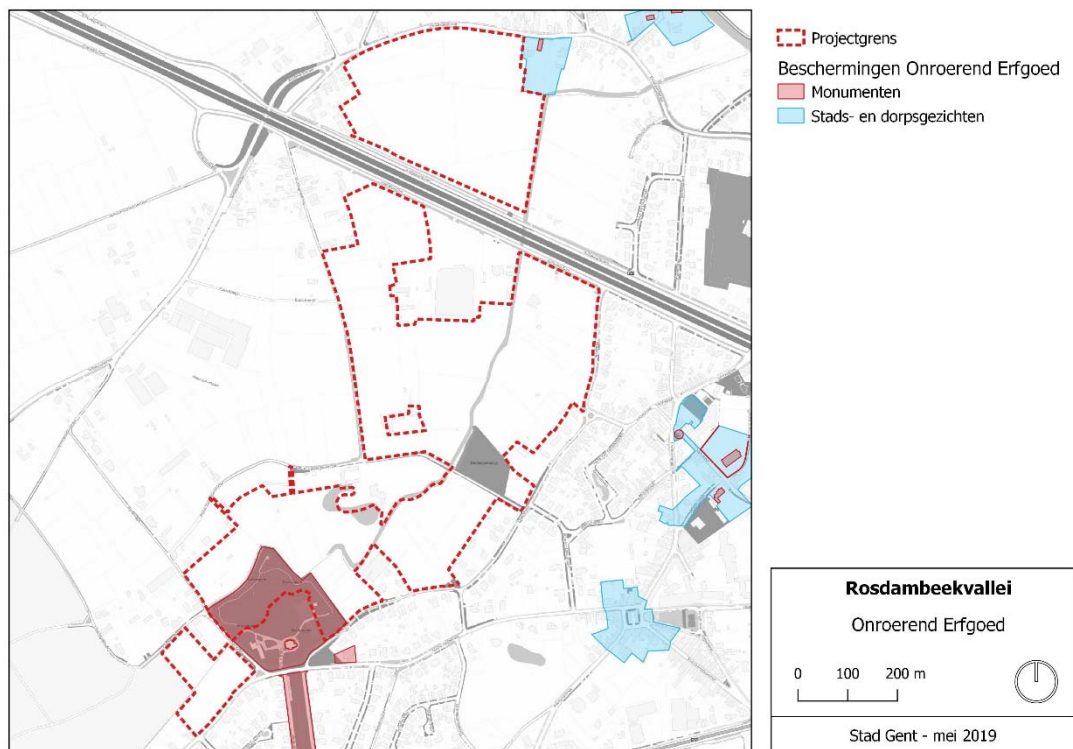 Projectgrens
Beschermingen Onroerend Erfgoed
Monumenten
Stads- en dorpsgezichten
Rosdambeekvallei
Onroerend Erfgoed
0 100 200 m
Stad Gent - mei 2019